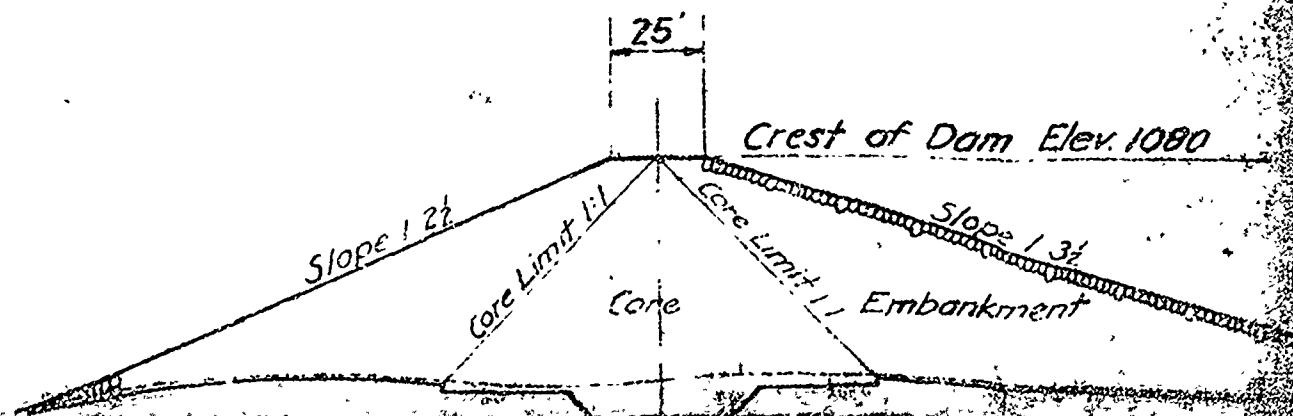 25'
Crest of Dam Elev. 1080
Slope 1 2½
Core Limit 1:1
Core Limit 1:1
Slope 1 3½
Core
Embankment